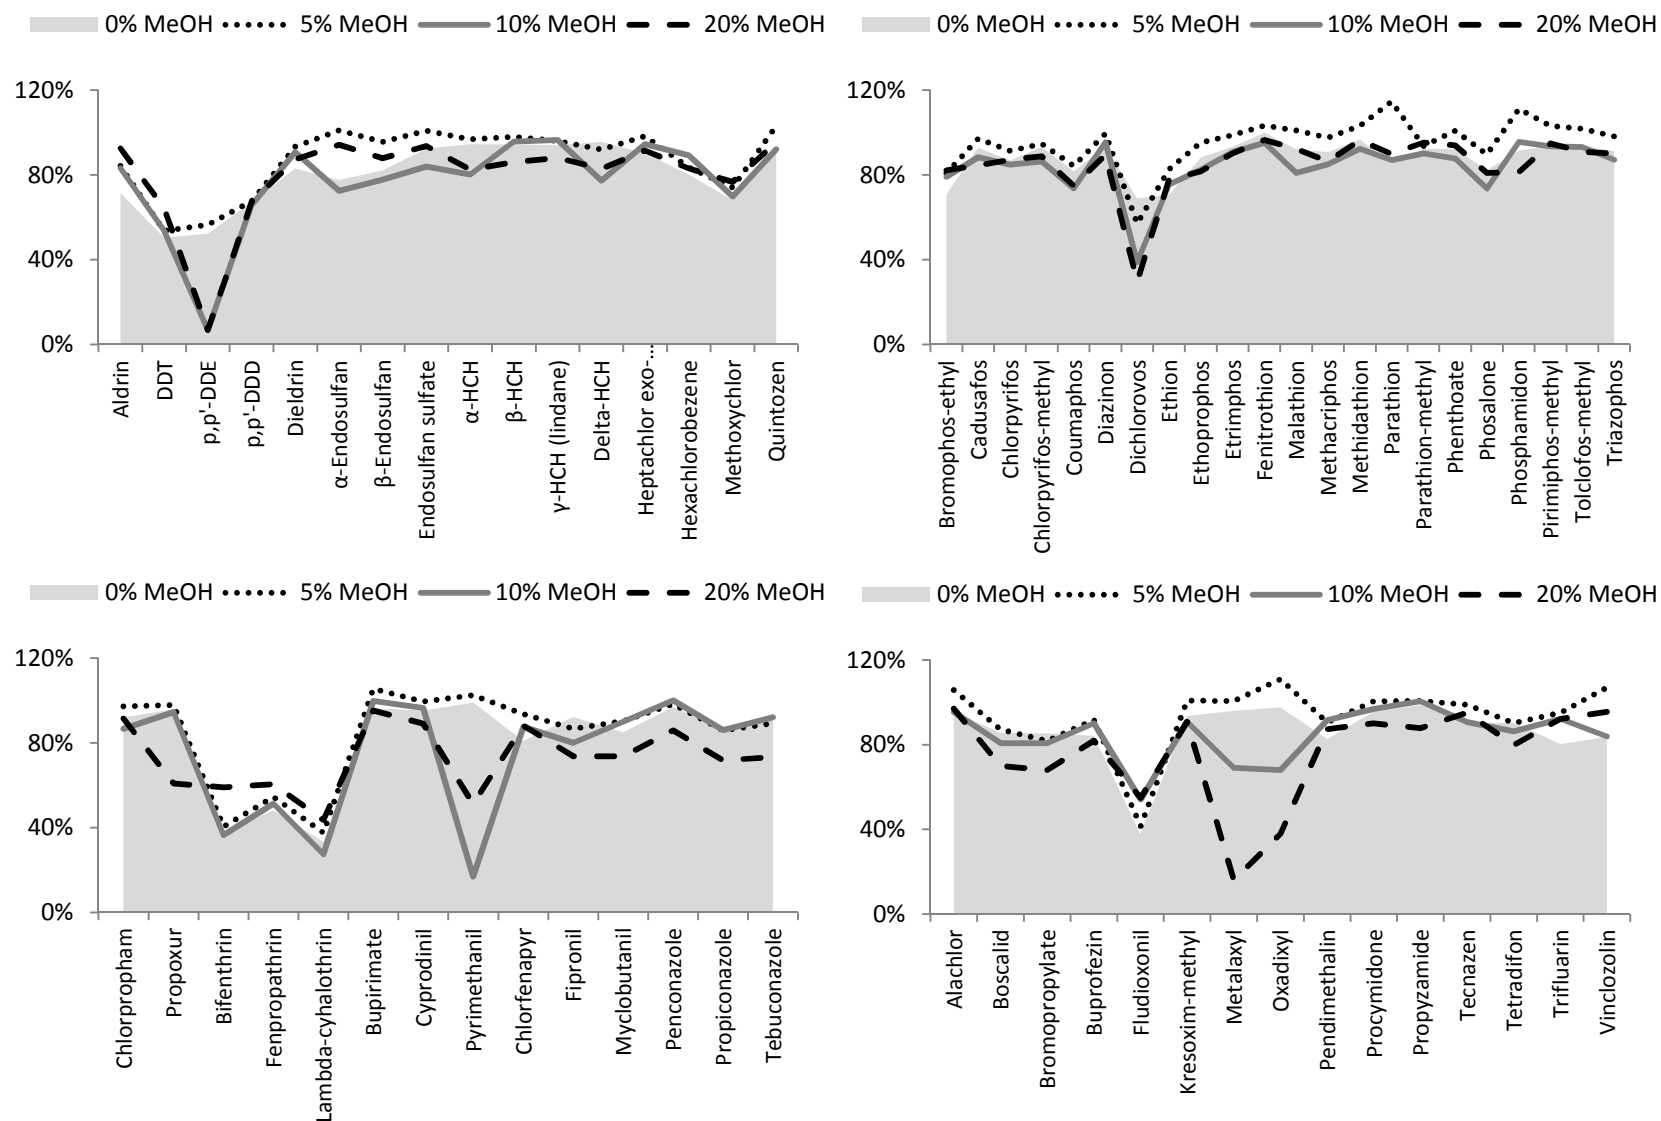 0% MeOH 5% MeOH 10% MeOH 20% MeOH
120%
80%
40%
0%
Aldrin
DDT
p,p'-DDE
p,p'-DDD
Dieldrin
α-Endosulfan
β-Endosulfan
Endosulfan sulfate
α-HCH
β-HCH
γ-HCH (lindane)
Delta-HCH
Heptachlor exo-…
Hexachlorobezene
Methoxychlor
Quintozen
0% MeOH 5% MeOH 10% MeOH 20% MeOH
120%
80%
40%
0%
Bromophos-ethyl
Cadusafos
Chlorpyrifos
Chlorpyrifos-methyl
Coumaphos
Diazinon
Dichlorovos
Ethion
Ethoprophos
Etrimphos
Fenitrothion
Malathion
Methacriphos
Methidathion
Parathion
Parathion-methyl
Phenthoate
Phosalone
Phosphamidon
Pirimiphos-methyl
Tolclofos-methyl
Triazophos
0% MeOH 5% MeOH 10% MeOH 20% MeOH
120%
80%
40%
0%
Chlorpropham
Propoxur
Bifenthrin
Fenpropathrin
Lambda-cyhalothrin
Bupirimate
Cyprodinil
Pyrimethanil
Chlorfenapyr
Fipronil
Myclobutanil
Penconazole
Propiconazole
Tebuconazole
0% MeOH 5% MeOH 10% MeOH 20% MeOH
120%
80%
40%
0%
Alachlor
Boscalid
Bromopropylate
Buprofezin
Fludioxonil
Kresoxim-methyl
Metalaxyl
Oxadixyl
Pendimethalin
Procymidone
Propyzamide
Tecnazen
Tetradifon
Trifluarin
Vinclozolin